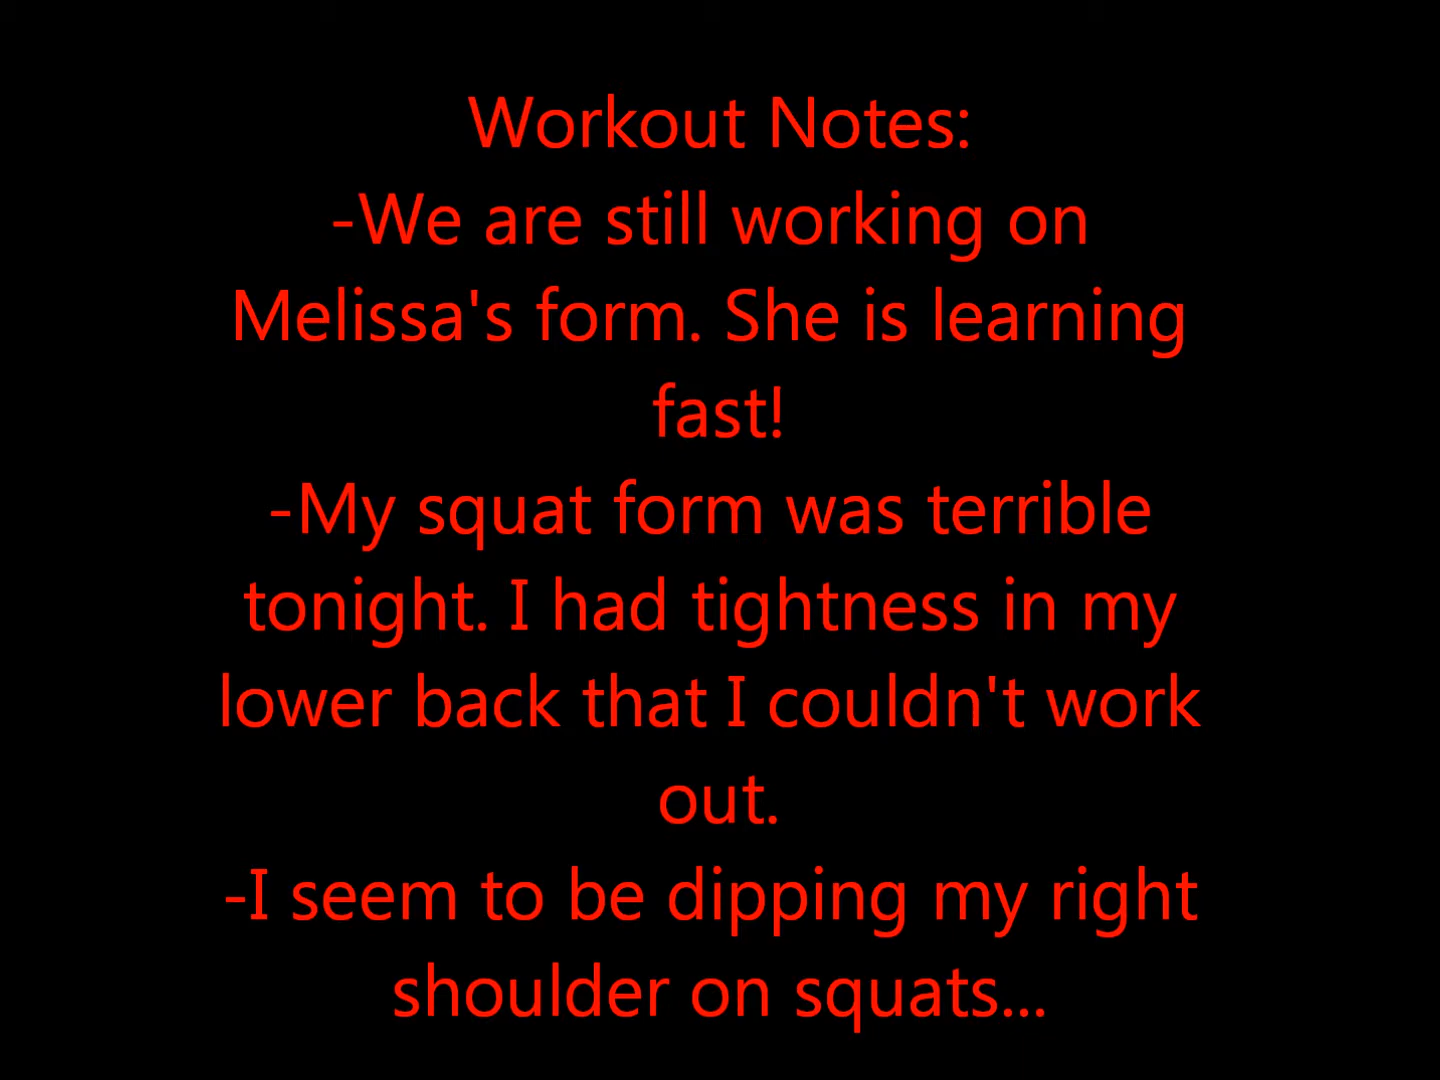 Workout Notes:
-We are still working on
Melissa's form. She is learning
fast!
-My squat form was terrible
tonight. I had tightness in my
lower back that I couldn't work
out.
-I seem to be dipping my right
shoulder on squats...